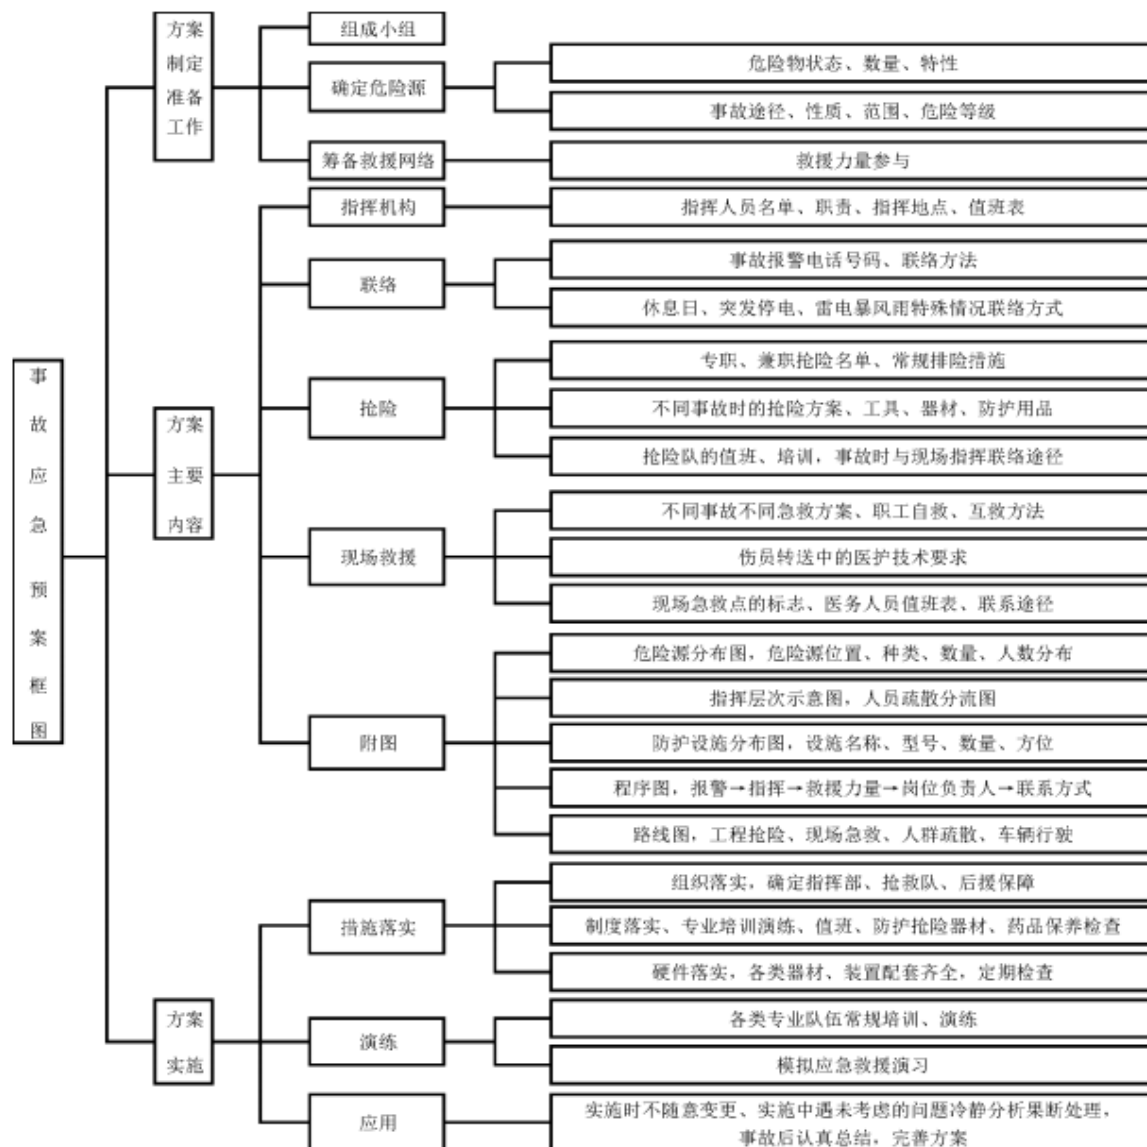 事故应急预案框图
方案
制定
准备
工作
组成小组
确定危险源
危险物状态、数量、特性
事故途径、性质、范围、危险等级
筹备救援网络
救援力量参与
方案
主要
内容
指挥机构
指挥人员名单、职责、指挥地点、值班表
联络
事故报警电话号码、联络方法
休息日、突发停电、雷电暴风雨特殊情况联络方式
抢险
专职、兼职抢险名单、常规排险措施
不同事故时的抢险方案、工具、器材、防护用品
抢险队的值班、培训，事故时与现场指挥联络途径
现场救援
不同事故不同急救方案、职工自救、互救方法
伤员转送中的医护技术要求
现场急救点的标志、医务人员值班表、联系途径
附图
危险源分布图，危险源位置、种类、数量、人数分布
指挥层次示意图，人员疏散分流图
防护设施分布图，设施名称、型号、数量、方位
程序图，报警→指挥→救援力量→岗位负责人→联系方式
路线图，工程抢险、现场急救、人群疏散、车辆行驶
方案
实施
措施落实
组织落实，确定指挥部、抢救队、后援保障
制度落实、专业培训演练、值班、防护抢险器材、药品保养检查
硬件落实，各类器材、装置配套齐全，定期检查
演练
各类专业队伍常规培训、演练
模拟应急救援演习
应用
实施时不随意变更、实施中遇未考虑的问题冷静分析果断处理，
事故后认真总结，完善方案